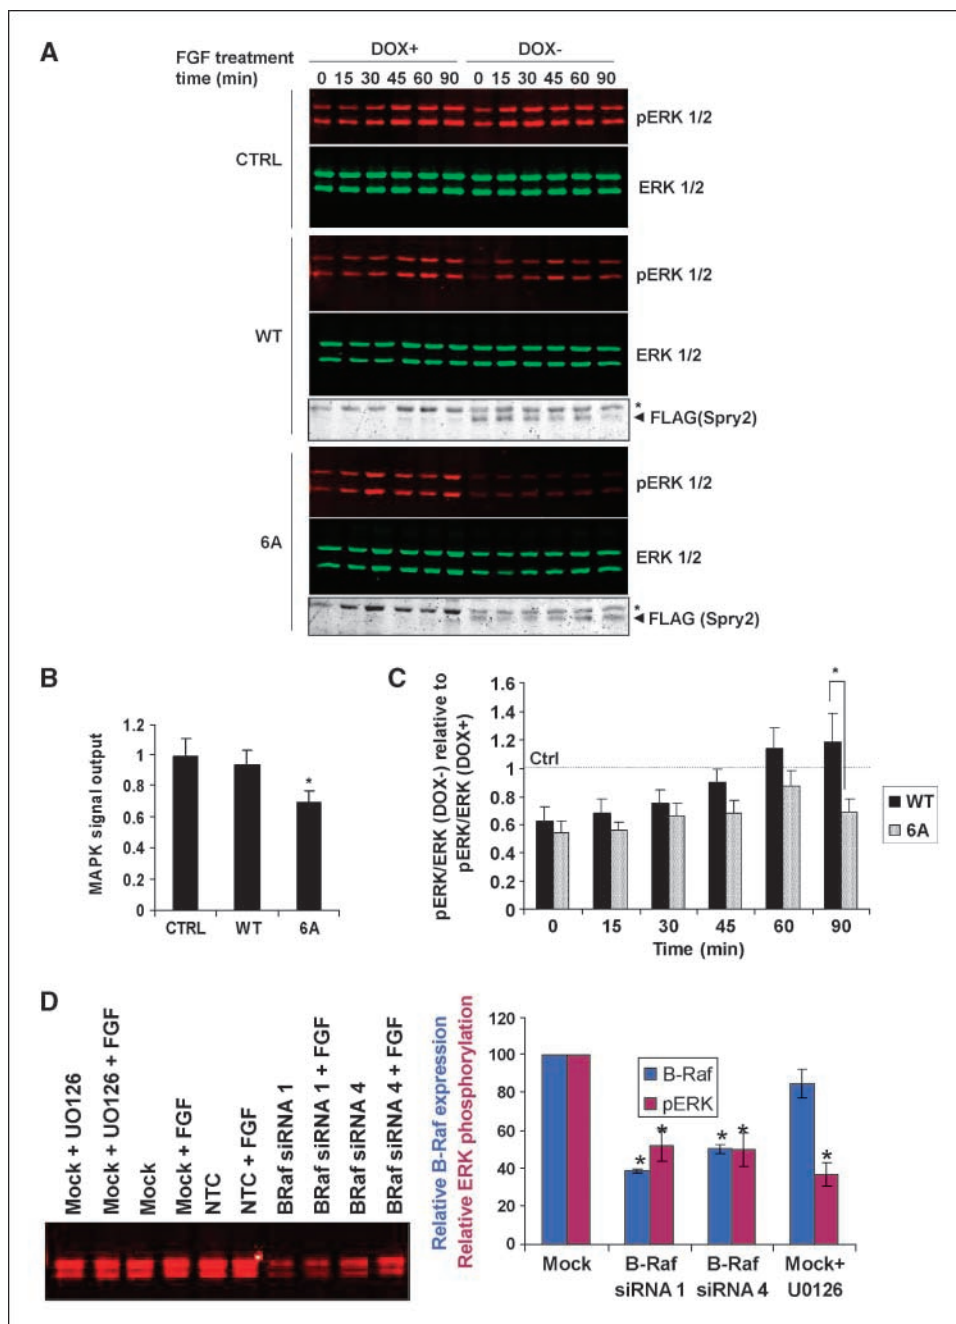 A
FGF treatment
time (min)
DOX+
DOX-
0 15 30 45 60 90 0 15 30 45 60 90
CTRL
pERK 1/2
ERK 1/2
WT
pERK 1/2
ERK 1/2
*
FLAG(Spry2)
6A
pERK 1/2
ERK 1/2
*
FLAG (Spry2)
B
MAPK signal output
1.2
1
0.8
0.6
0.4
0.2
0
*
CTRL WT 6A
C
pERK/ERK (DOX-) relative to
pERK/ERK (DOX+)
1.6
1.4
1.2
1
0.8
0.6
0.4
0.2
0
Ctrl
*
WT
6A
0 15 30 45 60 90
Time (min)
D
Mock + UO126
Mock + UO126 + FGF
Mock
Mock + FGF
NTC
NTC + FGF
BRaf siRNA 1
BRaf siRNA 1 + FGF
BRaf siRNA 4
BRaf siRNA 4 + FGF
Relative B-Raf expression
Relative ERK phosphorylation
120
100
80
60
40
20
0
B-Raf
pERK
* * * * *
Mock B-Raf B-Raf Mock+
siRNA 1 siRNA 4 U0126